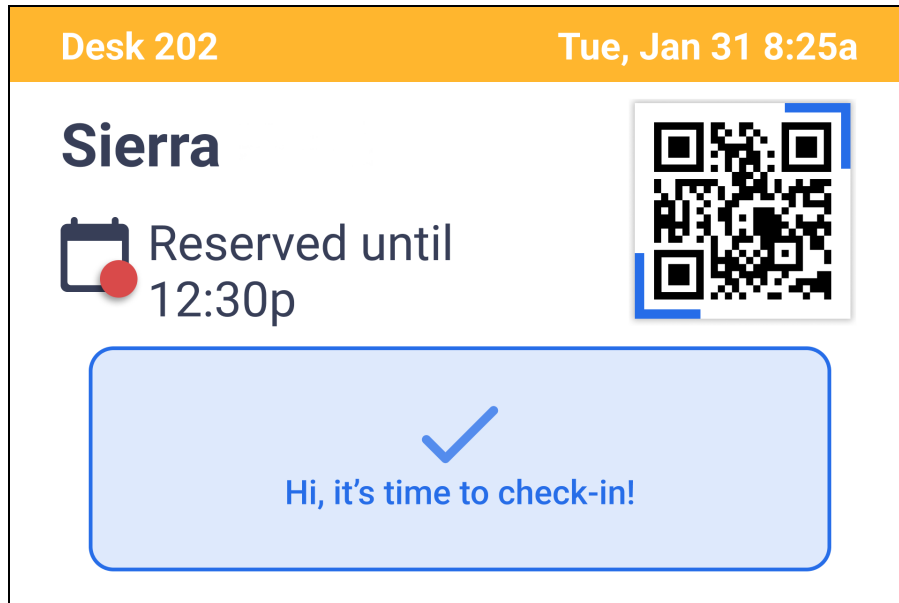 Desk 202
Tue, Jan 31 8:25a
Sierra
Reserved until
12:30p
Hi, it’s time to check-in!